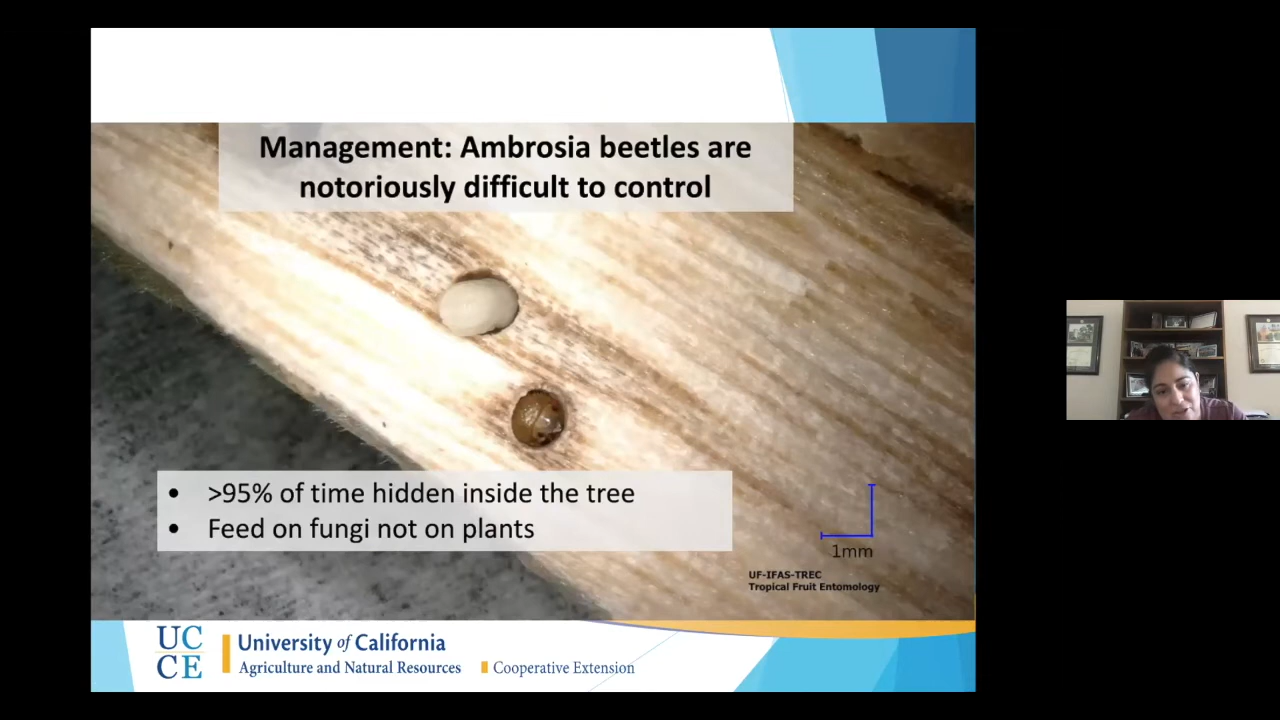 Management: Ambrosia beetles are
notoriously difficult to control
• >95% of time hidden inside the tree
• Feed on fungi not on plants
1mm
UF-IFAS-TREC
Tropical Fruit Entomology
UC
CE
University of California
Agriculture and Natural Resources
Cooperative Extension